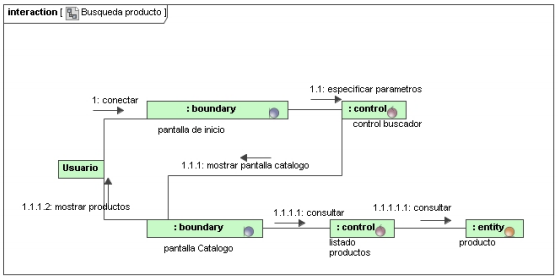 interaction [ Busqueda producto ]
1: conectar
1.1: especificar parametros
: boundary
: control
pantalla de inicio
control buscador
Usuario
1.1.1: mostrar pantalla catalogo
1.1.1.2: mostrar productos
1.1.1.1: consultar
1.1.1.1.1: consultar
: boundary
: control
: entity
pantalla Catalogo
listado
productos
producto